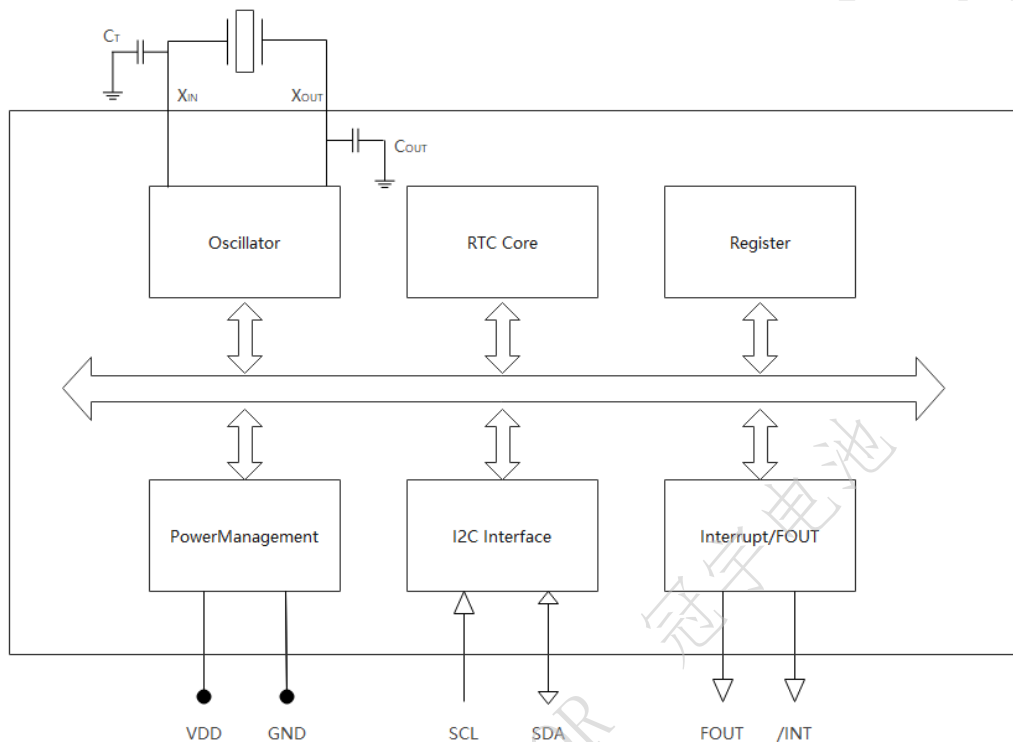 CT
XIN
XOUT
COUT
Oscillator
RTC Core
Register
PowerManagement
I2C Interface
Interrupt/FOUT
VDD
GND
SCL
SDA
FOUT
/INT
冠宇电池